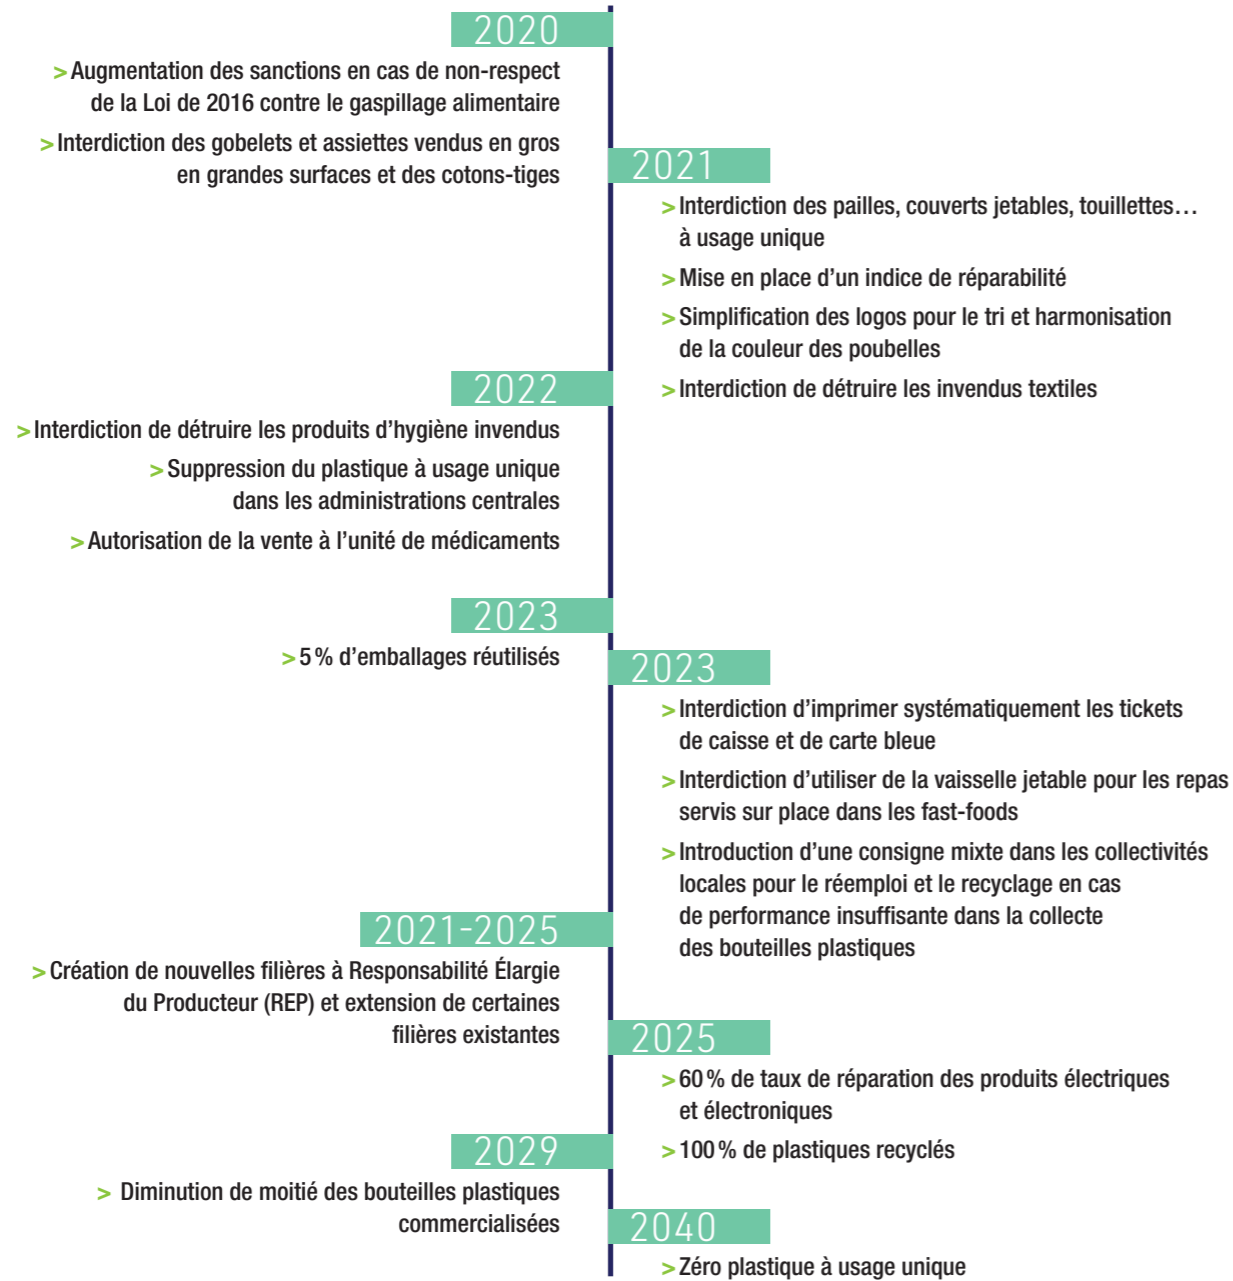 2020
> Augmentation des sanctions en cas de non-respect
de la Loi de 2016 contre le gaspillage alimentaire
> Interdiction des gobelets et assiettes vendus en gros
en grandes surfaces et des cotons-tiges
2021
> Interdiction des pailles, couverts jetables, touillettes…
à usage unique
> Mise en place d’un indice de réparabilité
> Simplification des logos pour le tri et harmonisation
de la couleur des poubelles
> Interdiction de détruire les invendus textiles
2022
> Interdiction de détruire les produits d’hygiène invendus
> Suppression du plastique à usage unique
dans les administrations centrales
> Autorisation de la vente à l’unité de médicaments
2023
> 5 % d’emballages réutilisés
2023
> Interdiction d’imprimer systématiquement les tickets
de caisse et de carte bleue
> Interdiction d’utiliser de la vaisselle jetable pour les repas
servis sur place dans les fast-foods
> Introduction d’une consigne mixte dans les collectivités
locales pour le réemploi et le recyclage en cas
de performance insuffisante dans la collecte
des bouteilles plastiques
2021-2025
> Création de nouvelles filières à Responsabilité Élargie
du Producteur (REP) et extension de certaines
filières existantes
2025
> 60 % de taux de réparation des produits électriques
et électroniques
> 100 % de plastiques recyclés
2029
> Diminution de moitié des bouteilles plastiques
commercialisées
2040
> Zéro plastique à usage unique